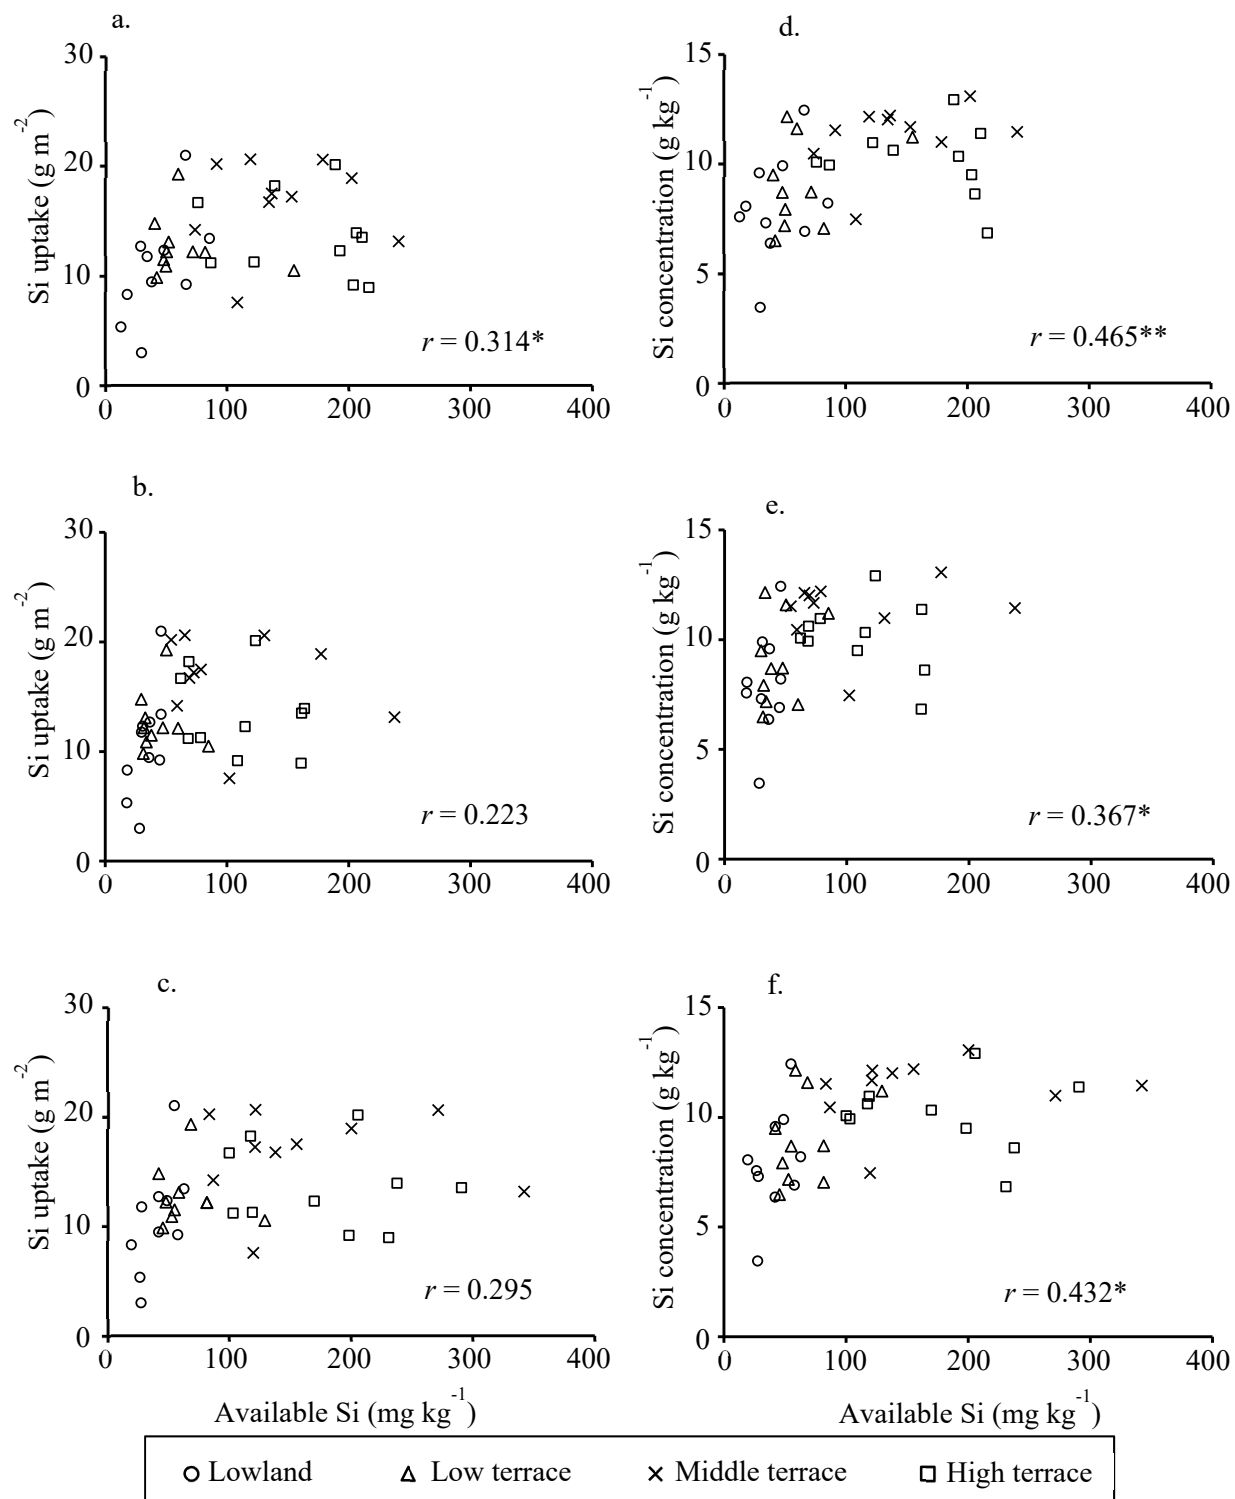 a.
30
20
10
0
0 100 200 300 400
Si uptake (g m⁻²)
r = 0.314*
d.
15
10
5
0
0 100 200 300 400
Si concentration (g kg⁻¹)
r = 0.465**
b.
30
20
10
0
0 100 200 300 400
Si uptake (g m⁻²)
r = 0.223
e.
15
10
5
0
0 100 200 300 400
Si concentration (g kg⁻¹)
r = 0.367*
c.
30
20
10
0
0 100 200 300 400
Si uptake (g m⁻²)
r = 0.295
Available Si (mg kg⁻¹)
f.
15
10
5
0
0 100 200 300 400
Si concentration (g kg⁻¹)
r = 0.432*
Available Si (mg kg⁻¹)
Lowland Low terrace Middle terrace High terrace